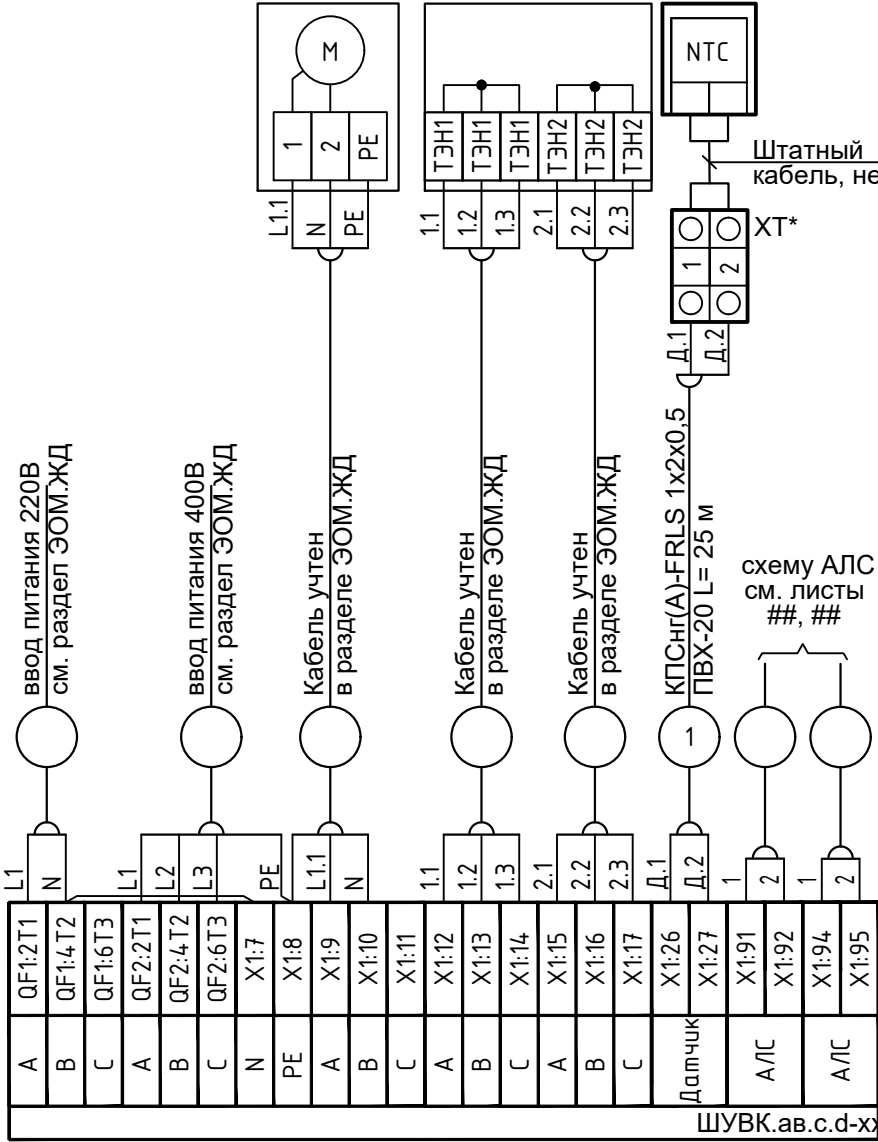 M
1
2
PE
L1.1
N
PE
ТЭН1
ТЭН1
ТЭН1
ТЭН2
ТЭН2
ТЭН2
1.1
1.2
1.3
2.1
2.2
2.3
NTC
Штатный
кабель, не
XT*
1
2
Д.1
Д.2
ввод питания 220В
см. раздел ЭОМ.ЖД
ввод питания 400В
см. раздел ЭОМ.ЖД
Кабель учтен
в разделе ЭОМ.ЖД
Кабель учтен
в разделе ЭОМ.ЖД
Кабель учтен
в разделе ЭОМ.ЖД
КПСнг(А)-FRLS 1x2x0,5
ПВХ-20 L= 25 м
схему АЛС
см. листы
##, ##
1
L1
N
L1
L2
L3
PE
L1.1
N
1.1
1.2
1.3
2.1
2.2
2.3
Д.1
Д.2
1
2
1
2
QF1:2T1
QF1:4T2
QF1:6T3
QF2:2T1
QF2:4T2
QF2:6T3
X1:7
X1:8
X1:9
X1:10
X1:11
X1:12
X1:13
X1:14
X1:15
X1:16
X1:17
X1:26
X1:27
X1:91
X1:92
X1:94
X1:95
A
B
C
A
B
C
N
PE
A
B
C
A
B
C
A
B
C
Датчик
АЛС
АЛС
ШУВК.ав.с.d-xx